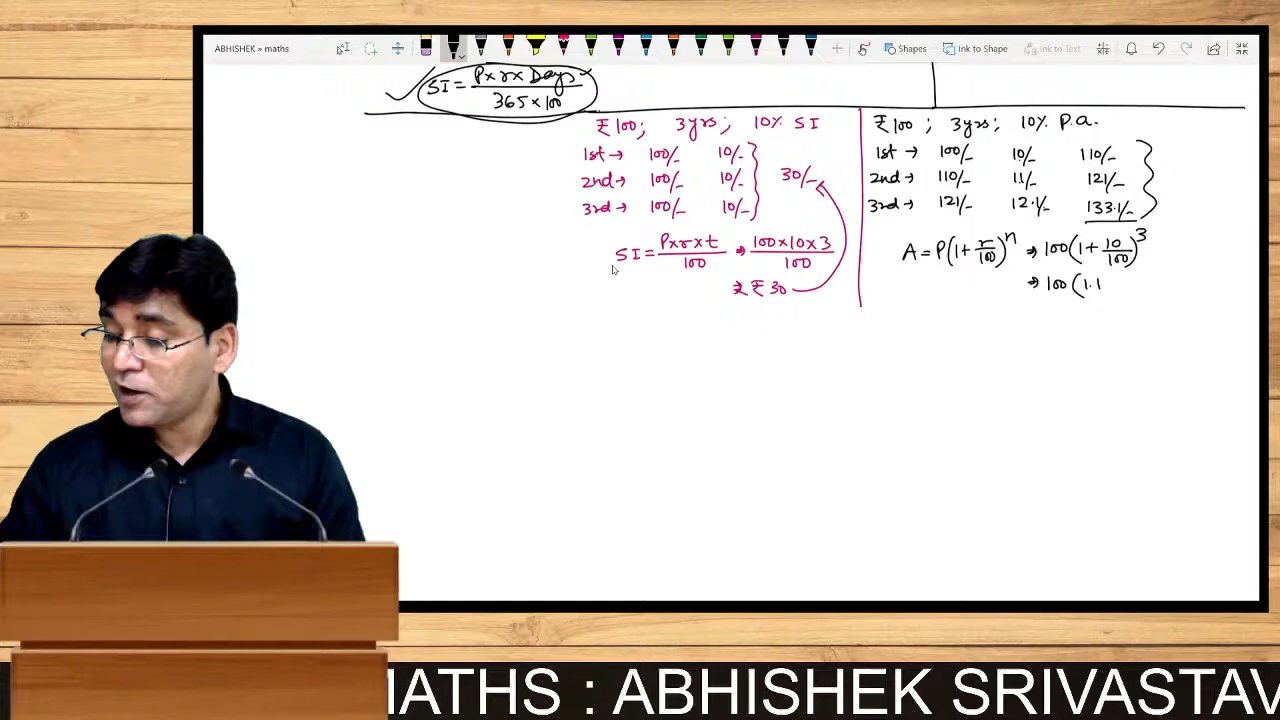 ABHISHEK » maths
Shapes
Ink to Shape
Ink to Text
SI = P×r×Days / 365×100
₹100; 3yrs; 10% SI
1st → 100/- 10/-
2nd → 100/- 10/-
3rd → 100/- 10/-
30/-
SI = P×r×t / 100 → 100×10×3 / 100
₹30
₹100; 3yrs; 10% P.a.
1st → 100/- 10/- 110/-
2nd → 110/- 11/- 121/-
3rd → 121/- 12.1/- 133.1/-
A = P(1+r/100)^n → 100(1+10/100)^3
→ 100(1.1
MATHS : ABHISHEK SRIVASTAV